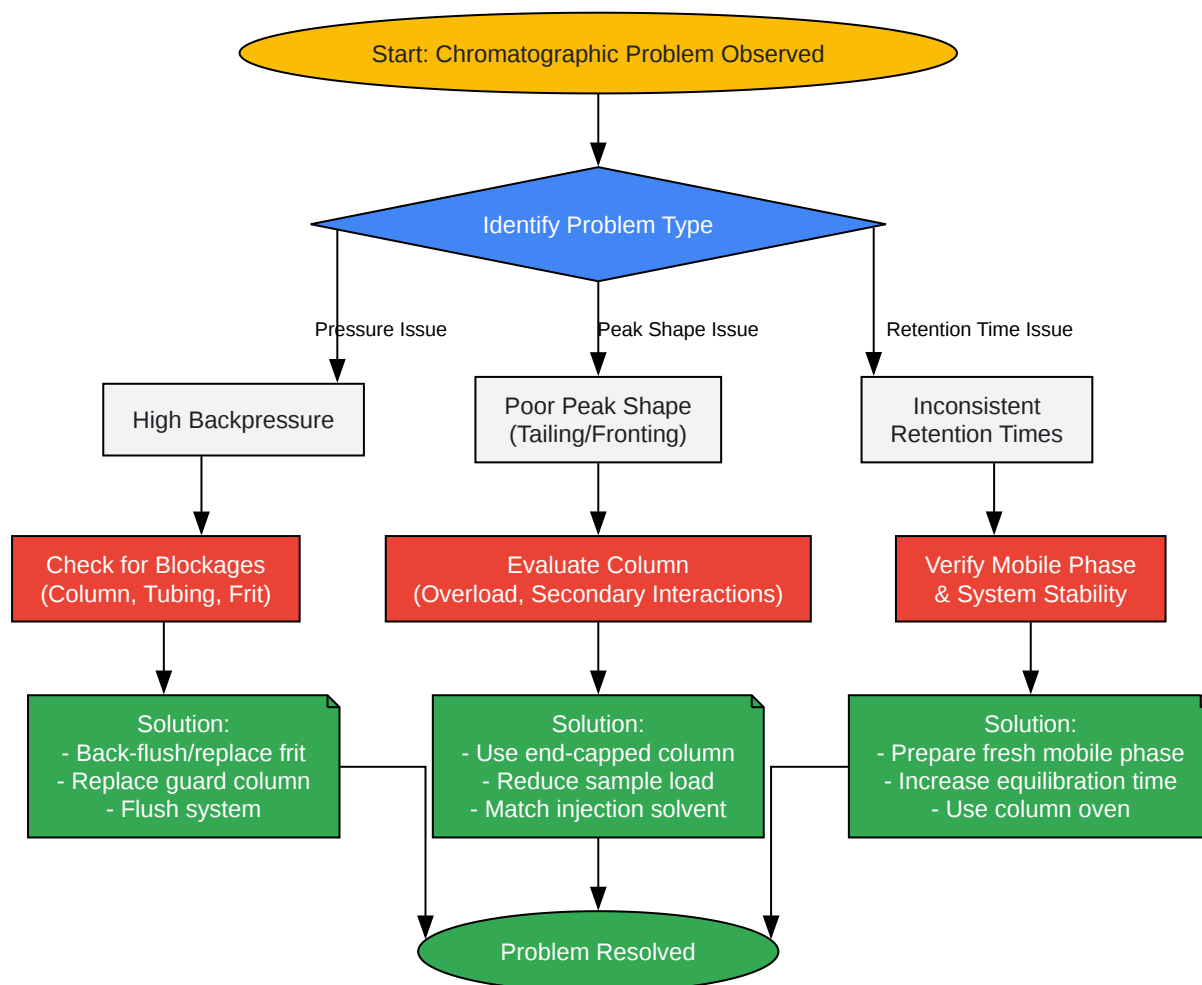 Start: Chromatographic Problem Observed
Identify Problem Type
Pressure Issue
Peak Shape Issue
Retention Time Issue
High Backpressure
Poor Peak Shape
(Tailing/Fronting)
Inconsistent
Retention Times
Check for Blockages
(Column, Tubing, Frit)
Evaluate Column
(Overload, Secondary Interactions)
Verify Mobile Phase
& System Stability
Solution:
- Back-flush/replace frit
- Replace guard column
- Flush system
Solution:
- Use end-capped column
- Reduce sample load
- Match injection solvent
Solution:
- Prepare fresh mobile phase
- Increase equilibration time
- Use column oven
Problem Resolved